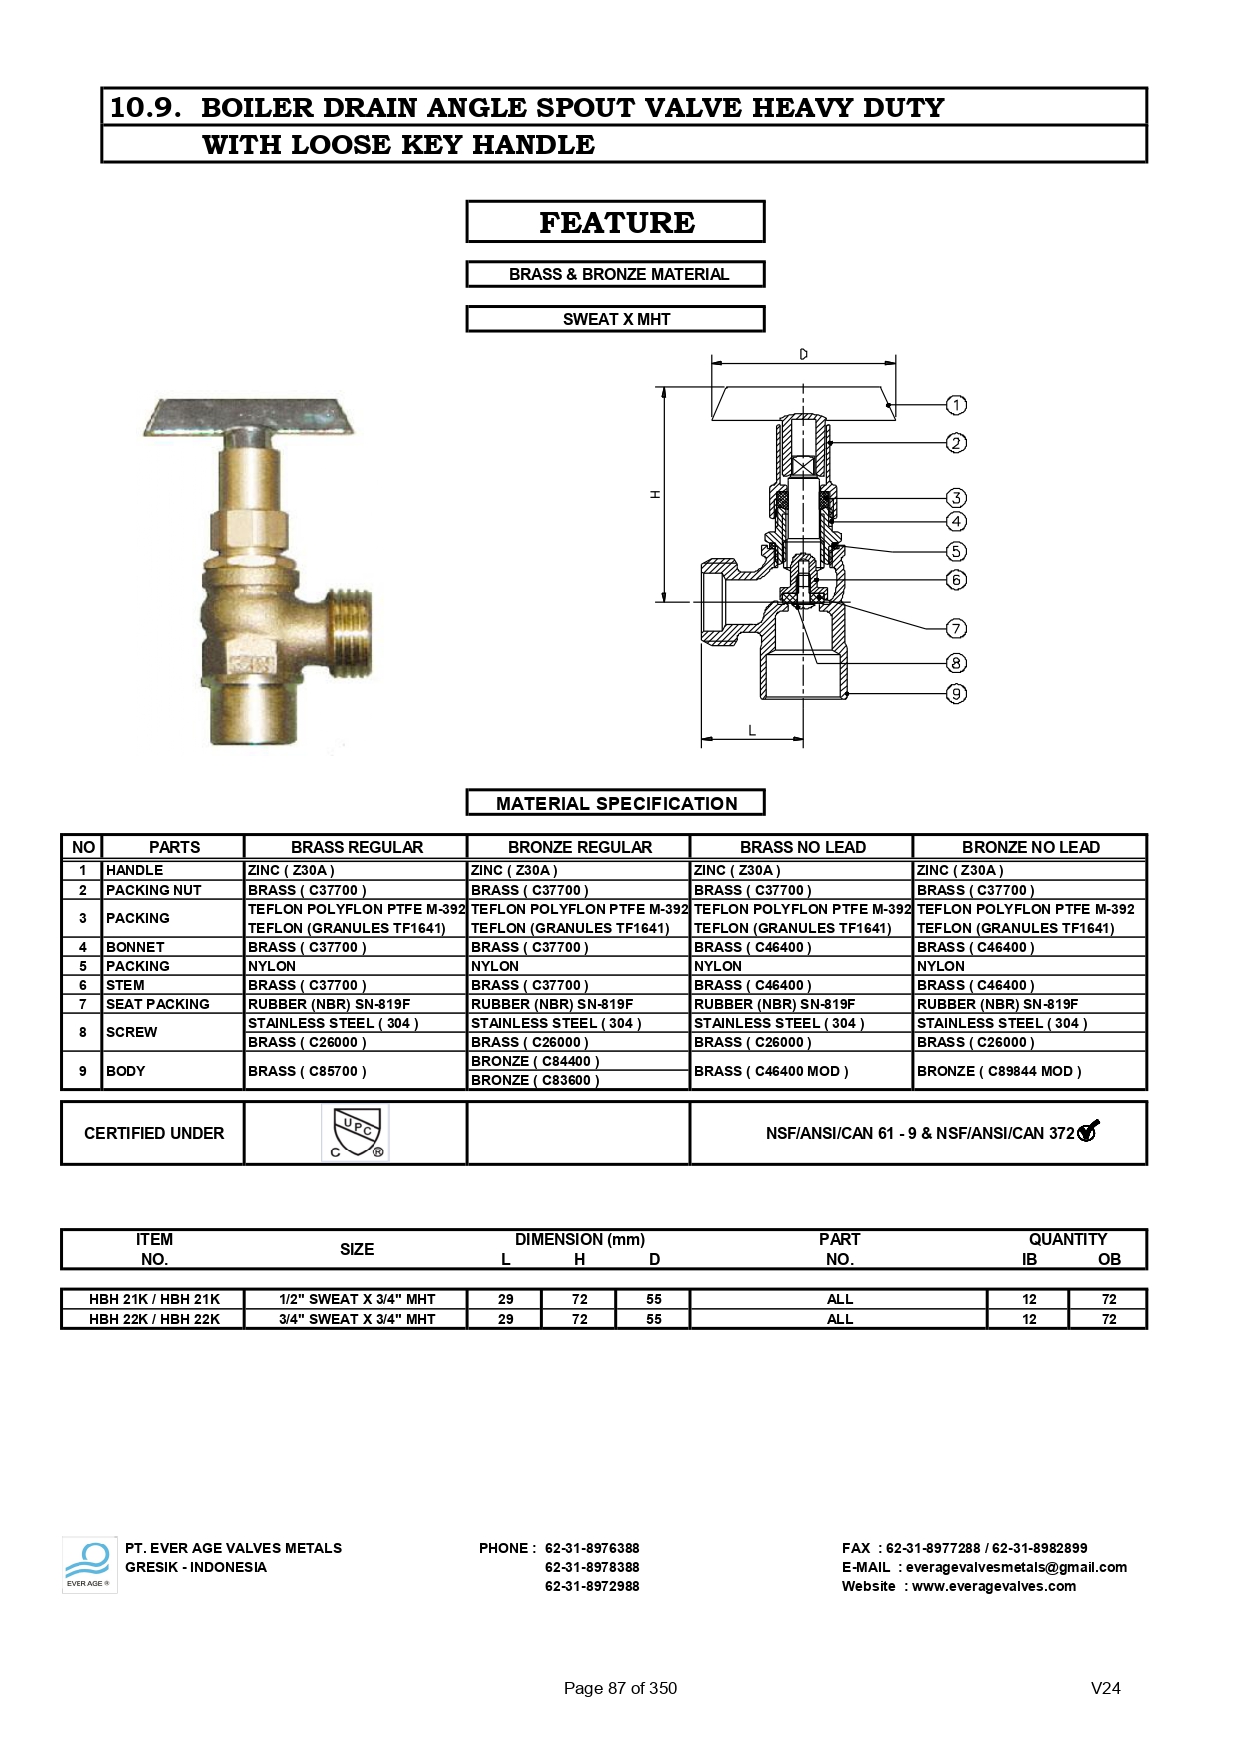 10.9. BOILER DRAIN ANGLE SPOUT VALVE HEAVY DUTY
WITH LOOSE KEY HANDLE
FEATURE
BRASS & BRONZE MATERIAL
SWEAT X MHT
D
H
L
1
2
3
4
5
6
7
8
9
MATERIAL SPECIFICATION
NO PARTS BRASS REGULAR BRONZE REGULAR BRASS NO LEAD BRONZE NO LEAD
1 HANDLE ZINC ( Z30A ) ZINC ( Z30A ) ZINC ( Z30A ) ZINC ( Z30A )
2 PACKING NUT BRASS ( C37700 ) BRASS ( C37700 ) BRASS ( C37700 ) BRASS ( C37700 )
3 PACKING TEFLON POLYFLON PTFE M-392 TEFLON POLYFLON PTFE M-392 TEFLON POLYFLON PTFE M-392 TEFLON POLYFLON PTFE M-392
TEFLON (GRANULES TF1641) TEFLON (GRANULES TF1641) TEFLON (GRANULES TF1641) TEFLON (GRANULES TF1641)
4 BONNET BRASS ( C37700 ) BRASS ( C37700 ) BRASS ( C46400 ) BRASS ( C46400 )
5 PACKING NYLON NYLON NYLON NYLON
6 STEM BRASS ( C37700 ) BRASS ( C37700 ) BRASS ( C46400 ) BRASS ( C46400 )
7 SEAT PACKING RUBBER (NBR) SN-819F RUBBER (NBR) SN-819F RUBBER (NBR) SN-819F RUBBER (NBR) SN-819F
8 SCREW STAINLESS STEEL ( 304 ) STAINLESS STEEL ( 304 ) STAINLESS STEEL ( 304 ) STAINLESS STEEL ( 304 )
BRASS ( C26000 ) BRASS ( C26000 ) BRASS ( C26000 ) BRASS ( C26000 )
9 BODY BRASS ( C85700 ) BRONZE ( C84400 ) BRASS ( C46400 MOD ) BRONZE ( C89844 MOD )
BRONZE ( C83600 )
CERTIFIED UNDER UPC C ® NSF/ANSI/CAN 61 - 9 & NSF/ANSI/CAN 372
ITEM NO. SIZE DIMENSION (mm) PART NO. QUANTITY
L H D IB OB
HBH 21K / HBH 21K 1/2" SWEAT X 3/4" MHT 29 72 55 ALL 12 72
HBH 22K / HBH 22K 3/4" SWEAT X 3/4" MHT 29 72 55 ALL 12 72
EVER AGE ®
PT. EVER AGE VALVES METALS PHONE : 62-31-8976388 FAX : 62-31-8977288 / 62-31-8982899
GRESIK - INDONESIA 62-31-8978388 E-MAIL : everagevalvesmetals@gmail.com
62-31-8972988 Website : www.everagevalves.com
Page 87 of 350 V24